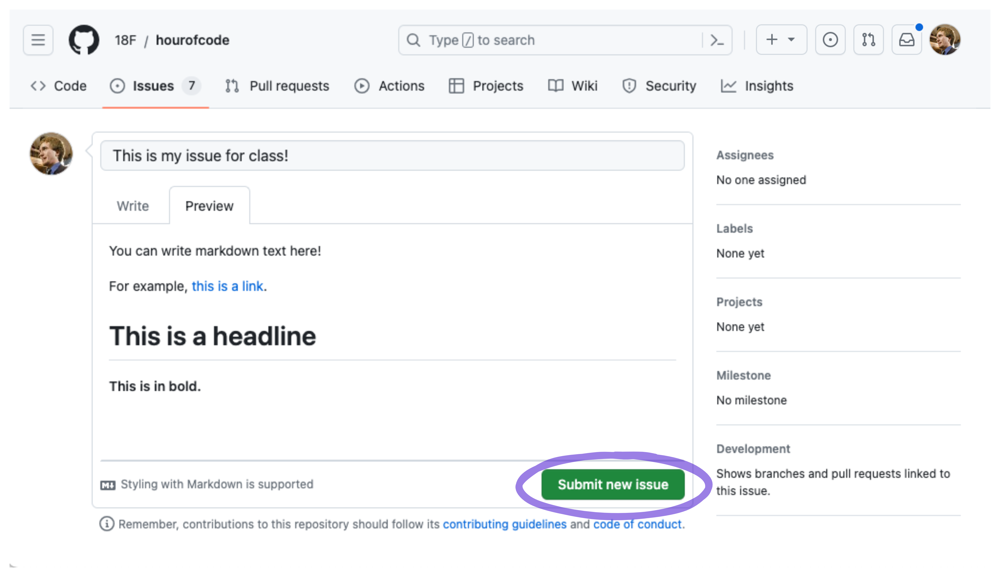 18F / hourofcode
Type / to search
Code Issues 7 Pull requests Actions Projects Wiki Security Insights
This is my issue for class!
Write Preview
You can write markdown text here!
For example, this is a link.
This is a headline
This is in bold.
Styling with Markdown is supported
Submit new issue
Remember, contributions to this repository should follow its contributing guidelines and code of conduct.
Assignees
No one assigned
Labels
None yet
Projects
None yet
Milestone
No milestone
Development
Shows branches and pull requests linked to
this issue.